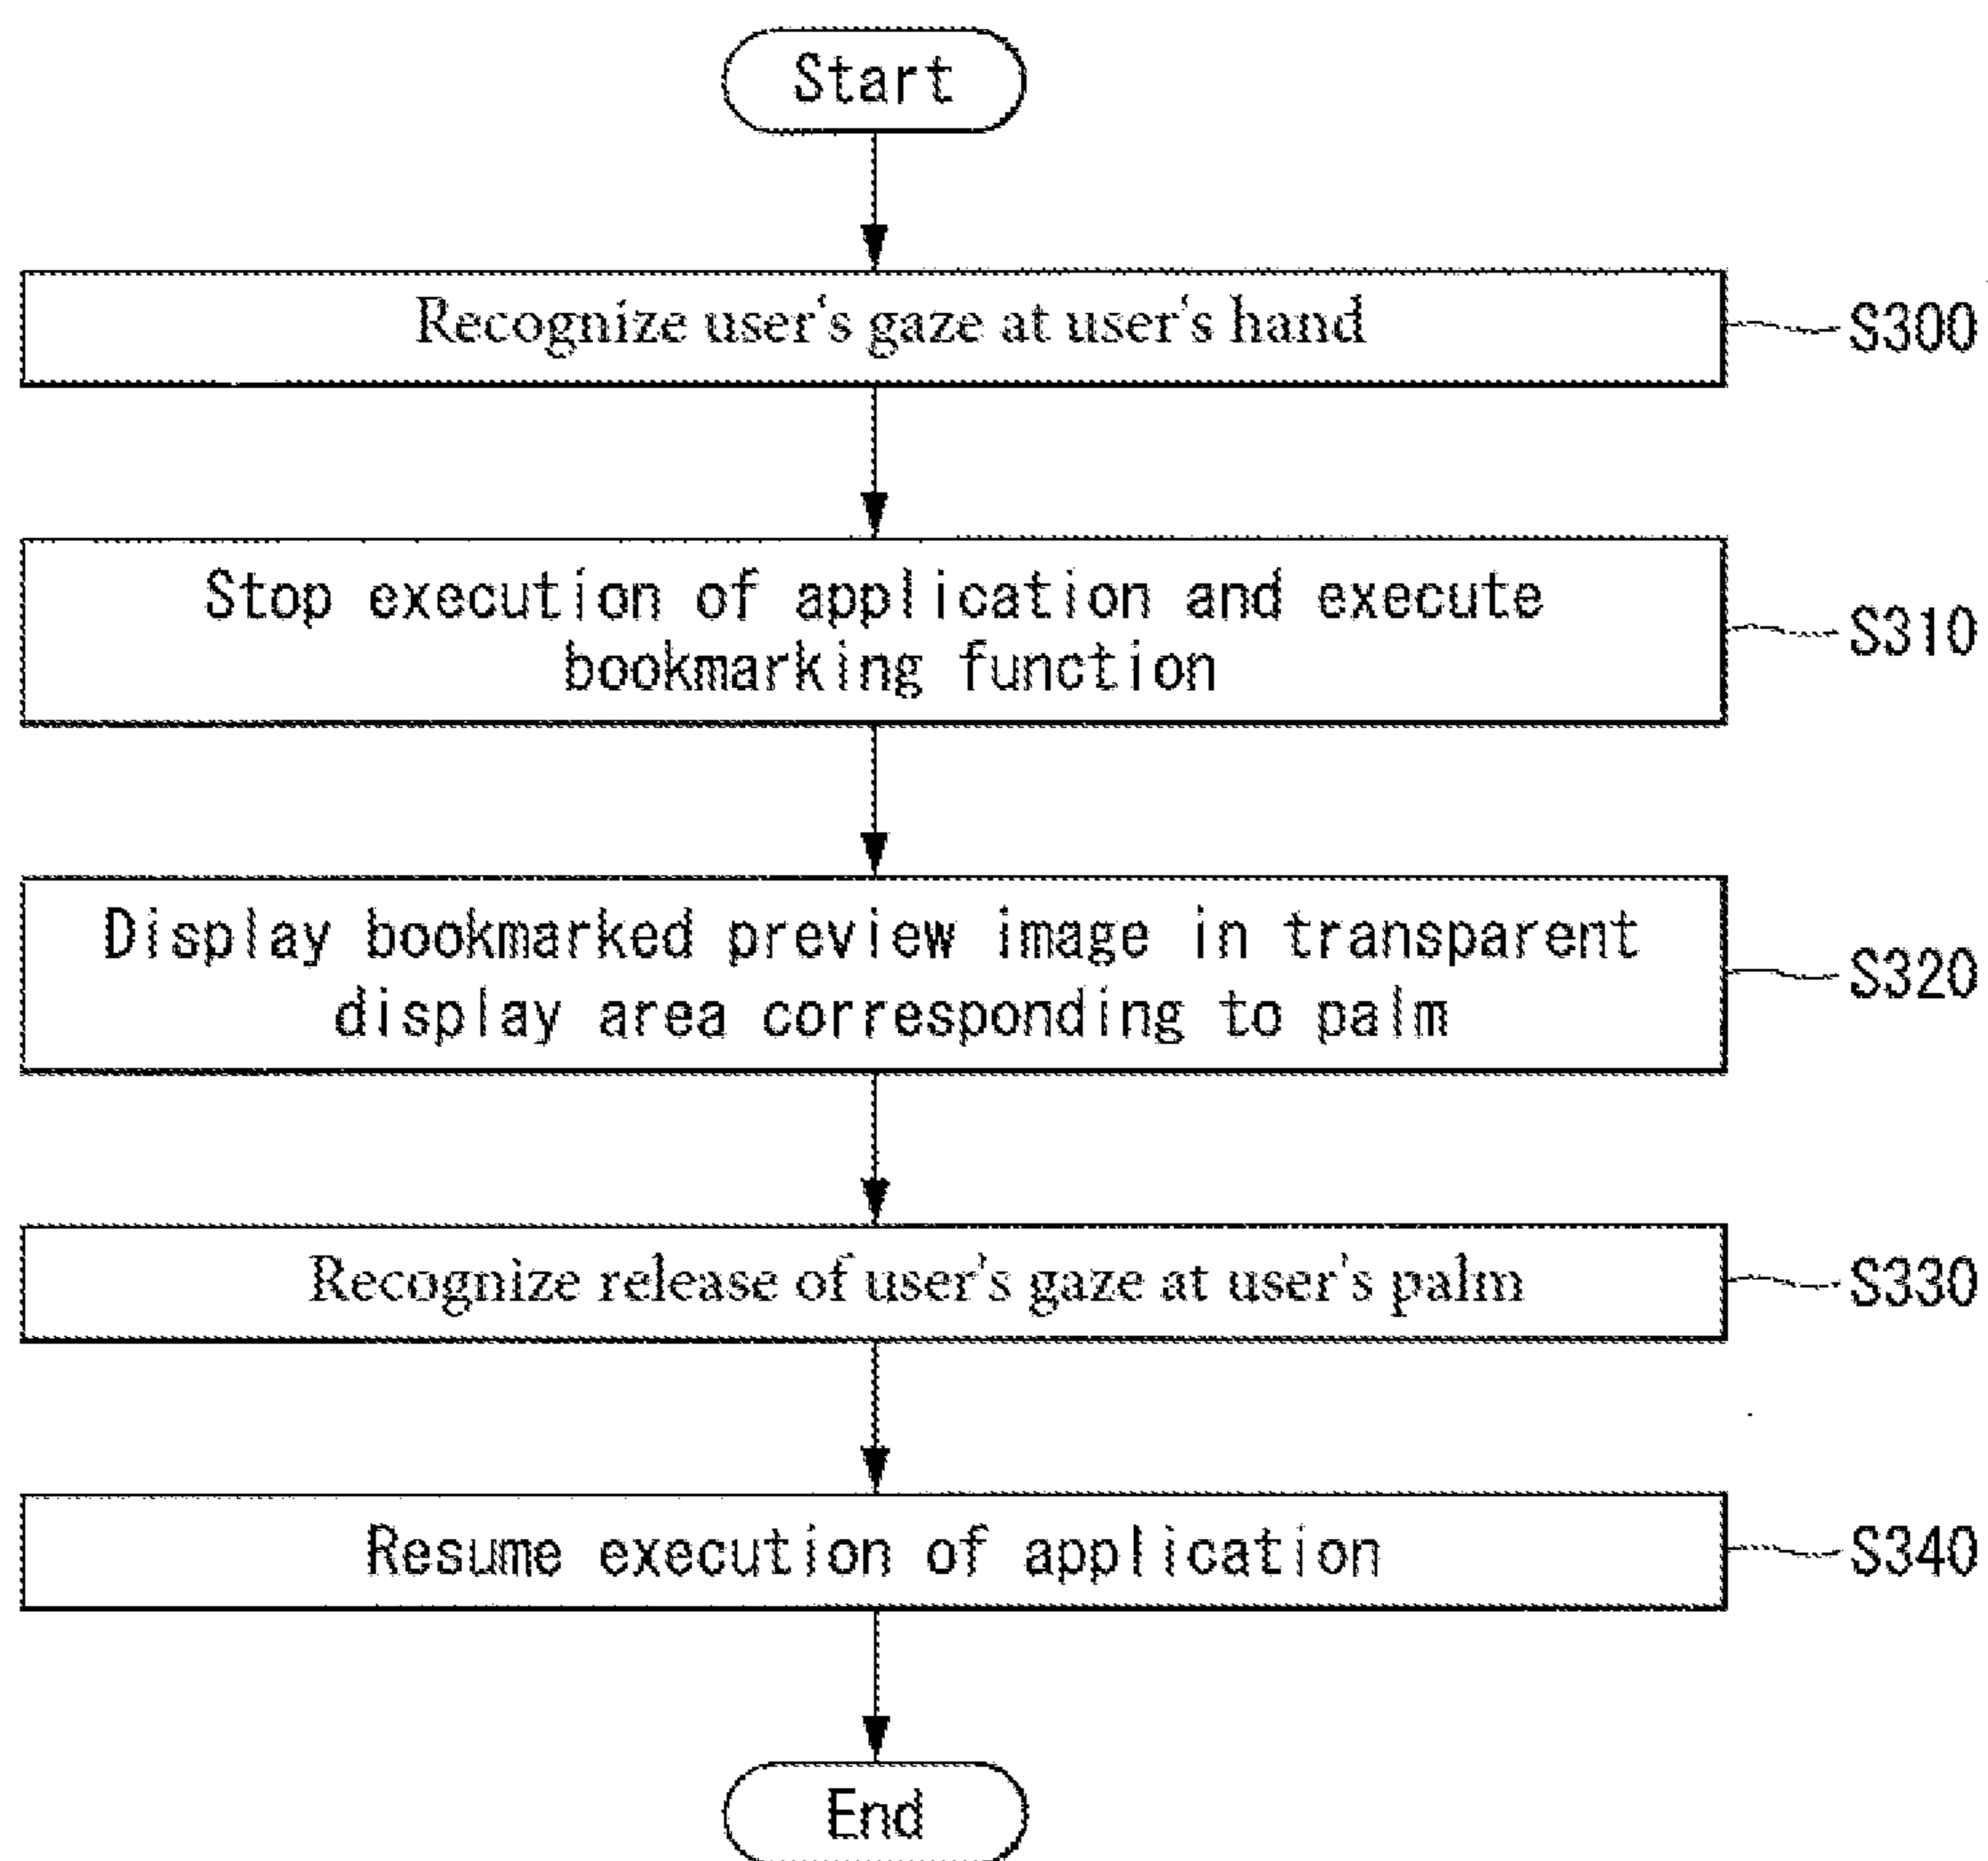 Start
Recognize user's gaze at user's hand
S300
Stop execution of application and execute
bookmarking function
S310
Display bookmarked preview image in transparent
display area corresponding to palm
S320
Recognize release of user's gaze at user's palm
S330
Resume execution of application
S340
End